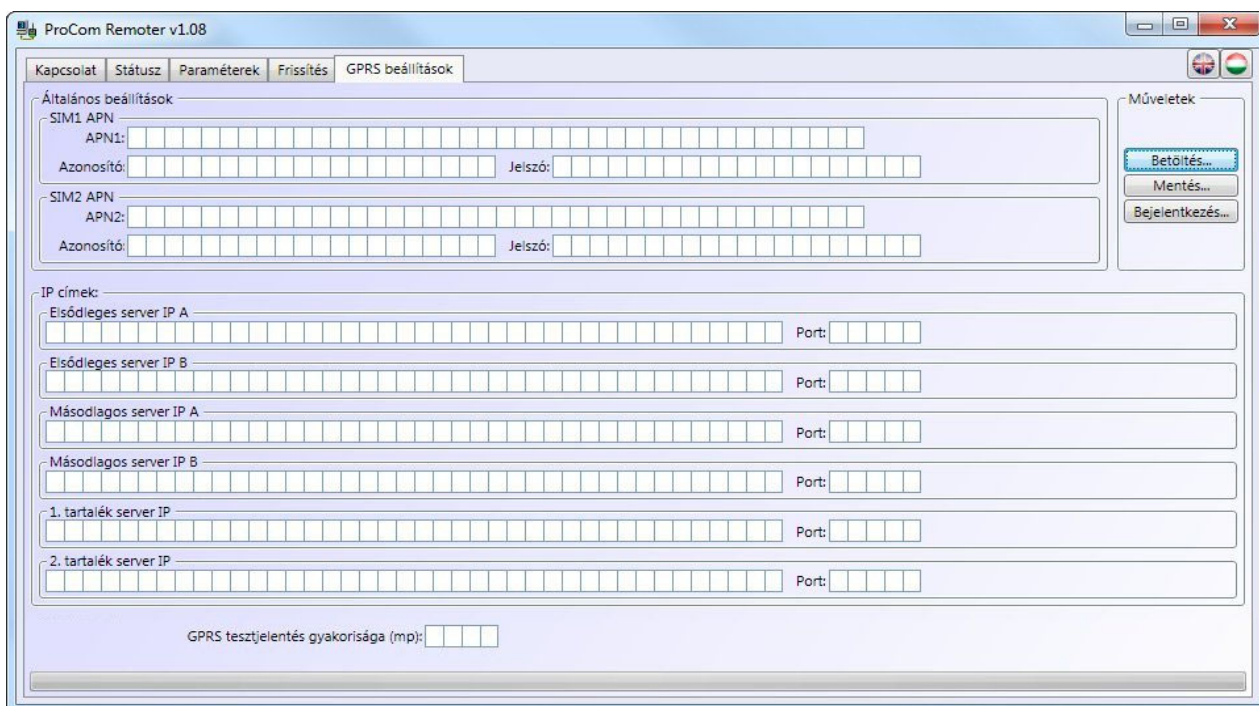 ProCom Remoter v1.08
Kapcsolat Státusz Paraméterek Frissítés GPRS beállítások
Általános beállítások
SIM1 APN
APN1:
Azonosító: Jelszó:
SIM2 APN
APN2:
Azonosító: Jelszó:
Műveletek
Betöltés...
Mentés...
Bejelentkezés...
IP címek:
Elsődleges server IP A
Port:
Elsődleges server IP B
Port:
Másodlagos server IP A
Port:
Másodlagos server IP B
Port:
1. tartalék server IP
Port:
2. tartalék server IP
Port:
GPRS tesztjelentés gyakorisága (mp):